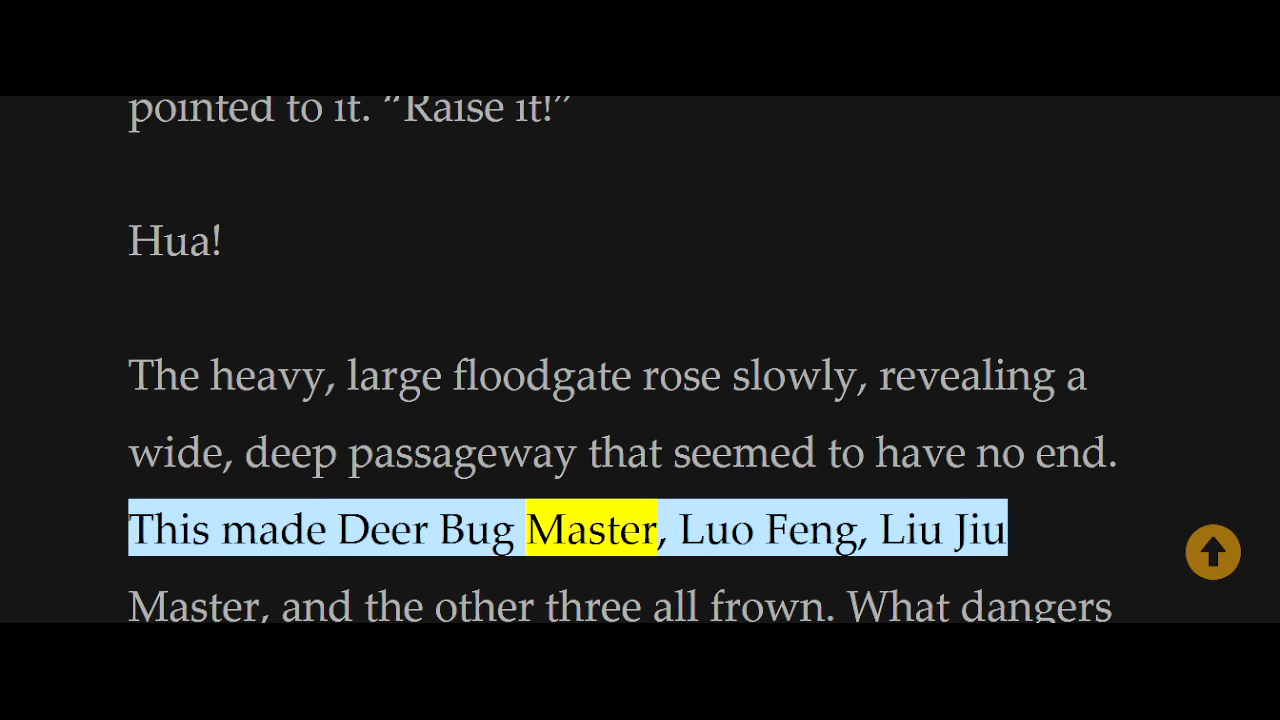 pointed to it. “Raise it!”
Hua!
The heavy, large floodgate rose slowly, revealing a
wide, deep passageway that seemed to have no end.
This made Deer Bug Master, Luo Feng, Liu Jiu
Master, and the other three all frown. What dangers